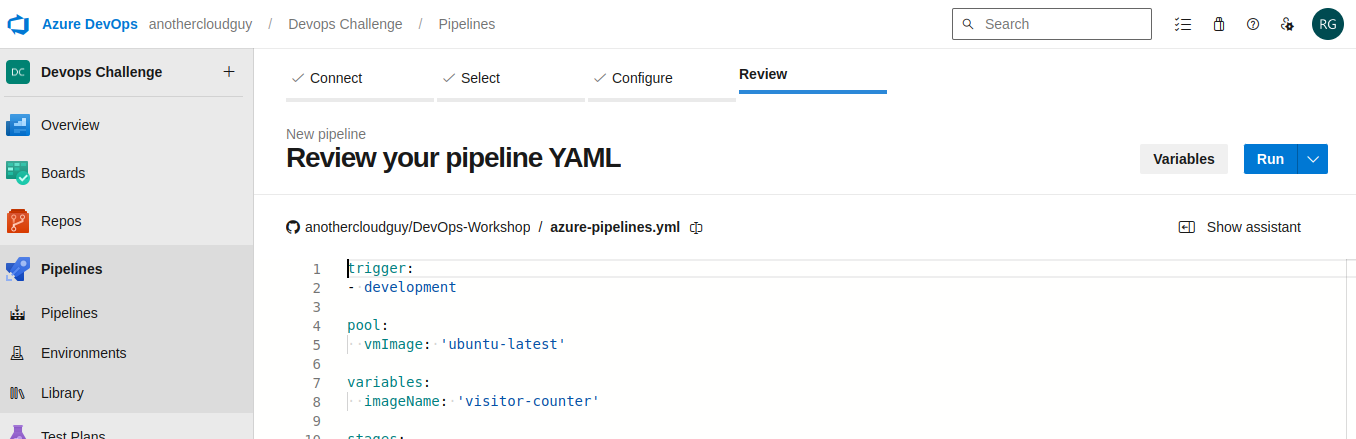 Azure DevOps anothercloudguy / Devops Challenge / Pipelines
Search
RG
DC Devops Challenge +
Overview
Boards
Repos
Pipelines
Pipelines
Environments
Library
Test Plans
Connect Select Configure Review
New pipeline
Review your pipeline YAML
Variables Run
anothercloudguy/DevOps-Workshop / azure-pipelines.yml
Show assistant
1 trigger:
2 - development
3
4 pool:
5 vmImage: 'ubuntu-latest'
6
7 variables:
8 imageName: 'visitor-counter'
9
10 stages: